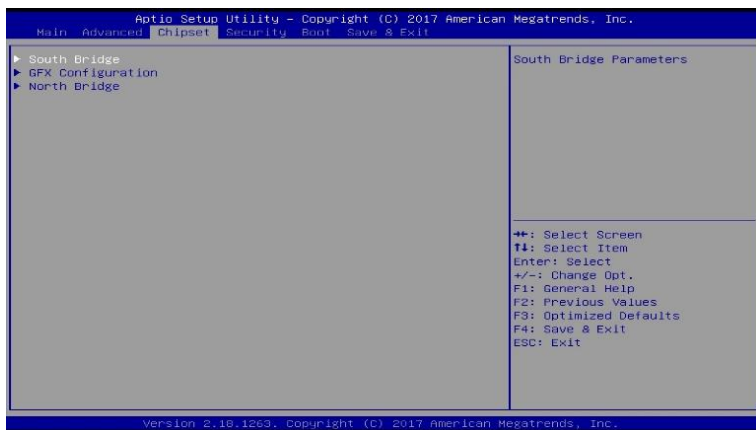 Aptio Setup Utility – Copyright (C) 2017 American Megatrends, Inc.
Main Advanced Chipset Security Boot Save & Exit
▶ South Bridge
▶ GFX Configuration
▶ North Bridge
South Bridge Parameters
→←: Select Screen
↑↓: Select Item
Enter: Select
+/-: Change Opt.
F1: General Help
F2: Previous Values
F3: Optimized Defaults
F4: Save & Exit
ESC: Exit
Version 2.18.1263. Copyright (C) 2017 American Megatrends, Inc.